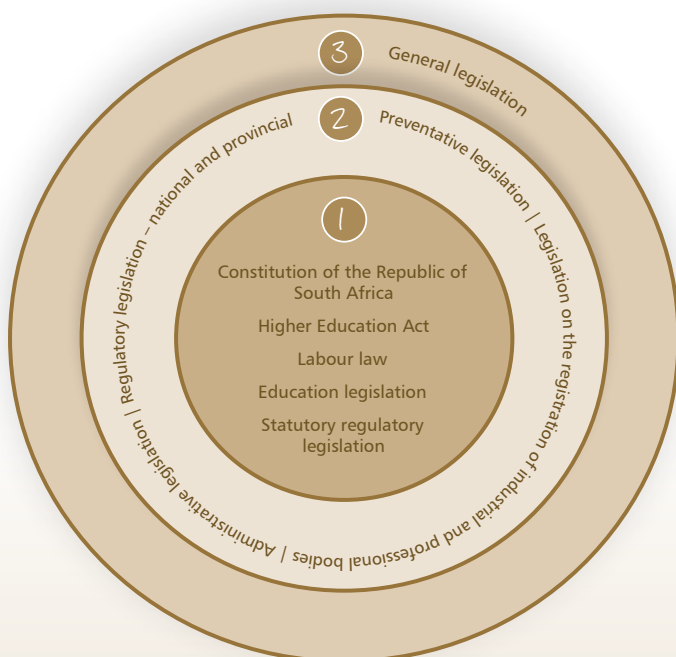 3
General legislation
2
Preventative legislation | Legislation on the registration of industrial and professional bodies | Administrative legislation | Regulatory legislation – national and provincial
1
Constitution of the Republic of
South Africa
Higher Education Act
Labour law
Education legislation
Statutory regulatory
legislation